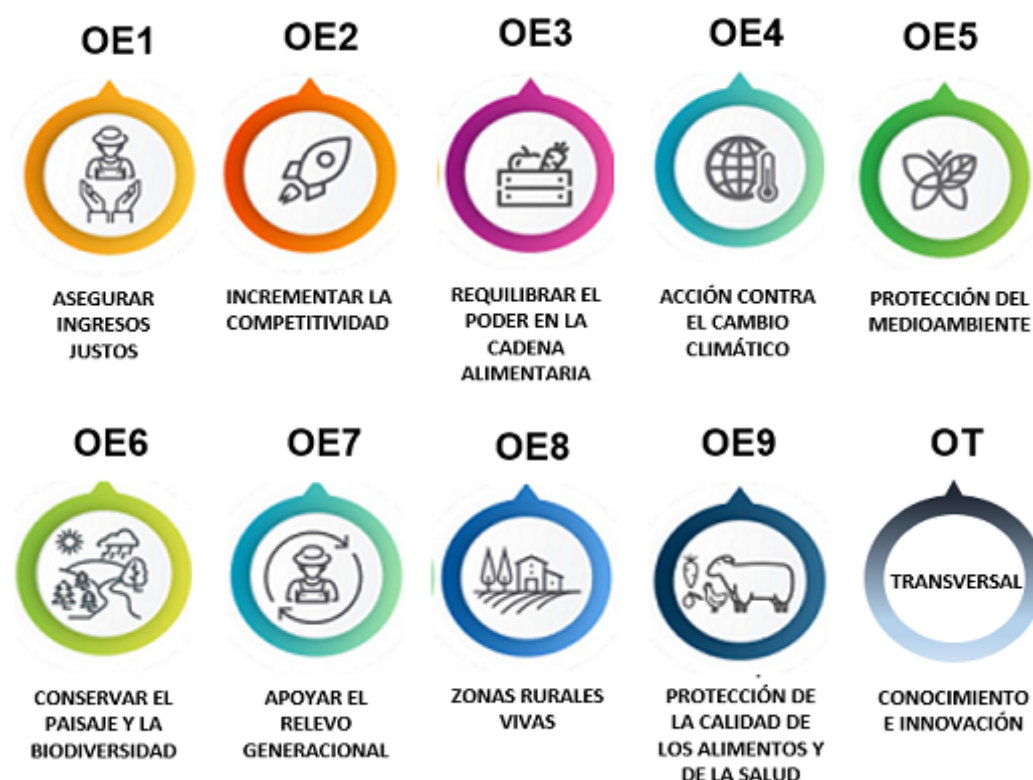 OE1
OE2
OE3
OE4
OE5
ASEGURAR
INGRESOS
JUSTOS
INCREMENTAR LA
COMPETITIVIDAD
REQUILIBRAR EL
PODER EN LA
CADENA
ALIMENTARIA
ACCIÓN CONTRA
EL CAMBIO
CLIMÁTICO
PROTECCIÓN DEL
MEDIOAMBIENTE
OE6
OE7
OE8
OE9
OT
TRANSVERSAL
CONSERVAR EL
PAISAJE Y LA
BIODIVERSIDAD
APOYAR EL
RELEVO
GENERACIONAL
ZONAS RURALES
VIVAS
PROTECCIÓN DE
LA CALIDAD DE
LOS ALIMENTOS Y
DE LA SALUD
CONOCIMIENTO
E INNOVACIÓN